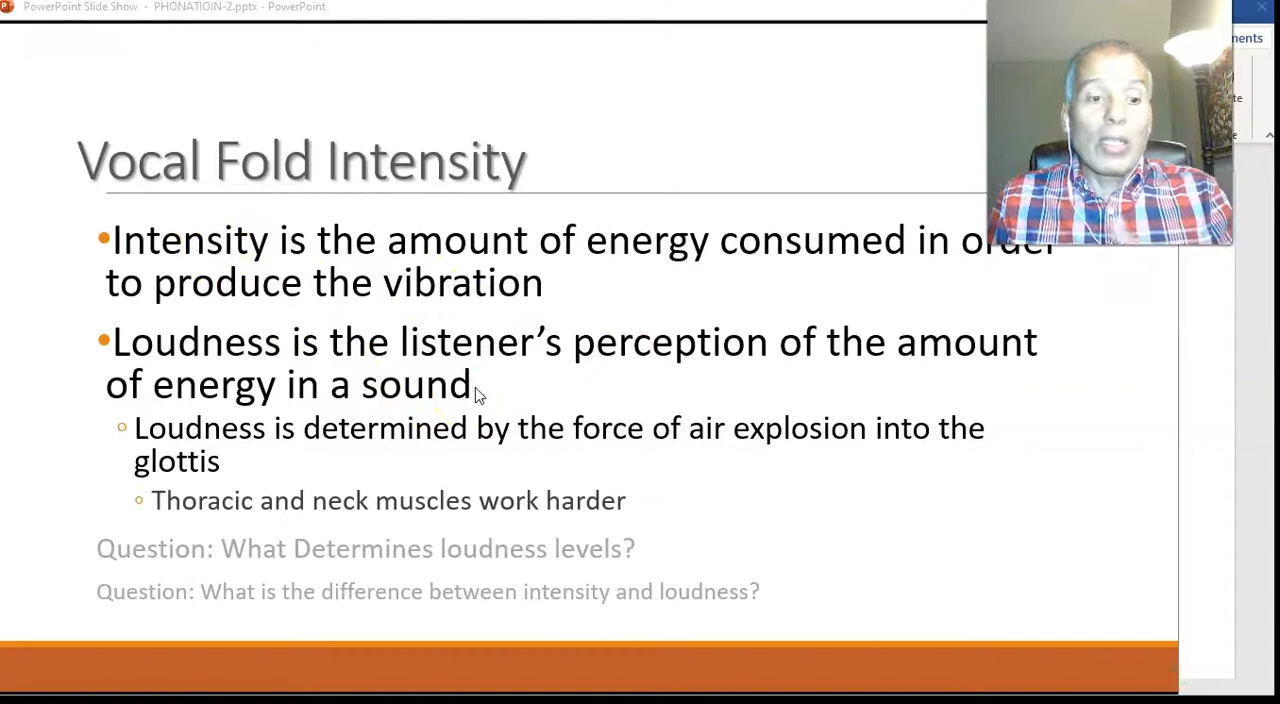 PowerPoint Slide Show - PHONATIOIN-2.pptx - PowerPoint
Vocal Fold Intensity
•Intensity is the amount of energy consumed in order
to produce the vibration
•Loudness is the listener’s perception of the amount
of energy in a sound
◦ Loudness is determined by the force of air explosion into the
glottis
◦ Thoracic and neck muscles work harder
Question: What Determines loudness levels?
Question: What is the difference between intensity and loudness?